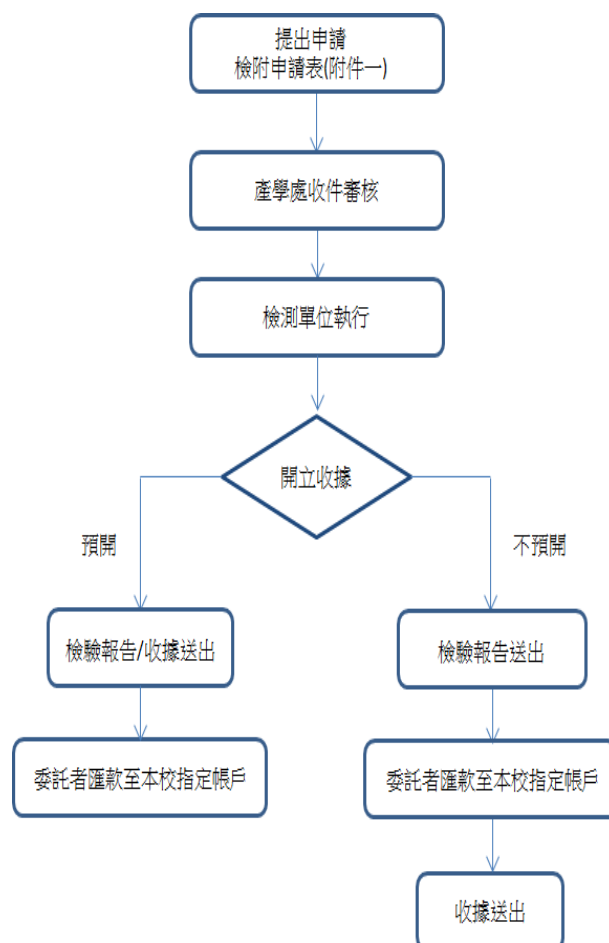 提出申請
檢附申請表(附件一)
產學處收件審核
檢測單位執行
開立收據
預開
不預開
檢驗報告/收據送出
檢驗報告送出
委託者匯款至本校指定帳戶
委託者匯款至本校指定帳戶
收據送出